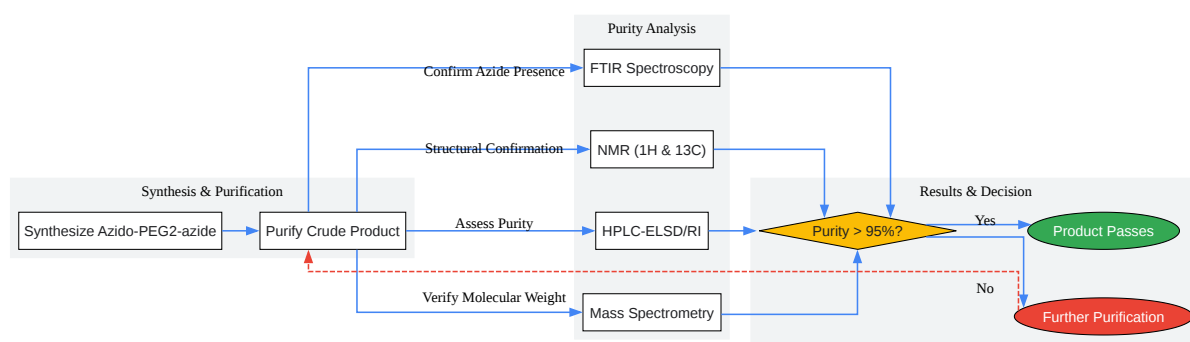 Purity Analysis
Confirm Azide Presence
FTIR Spectroscopy
Structural Confirmation
NMR (1H & 13C)
Synthesis & Purification
Results & Decision
Synthesize Azido-PEG2-azide
Purify Crude Product
Assess Purity
HPLC-ELSD/RI
Purity > 95%?
Yes
Product Passes
Verify Molecular Weight
Mass Spectrometry
No
Further Purification